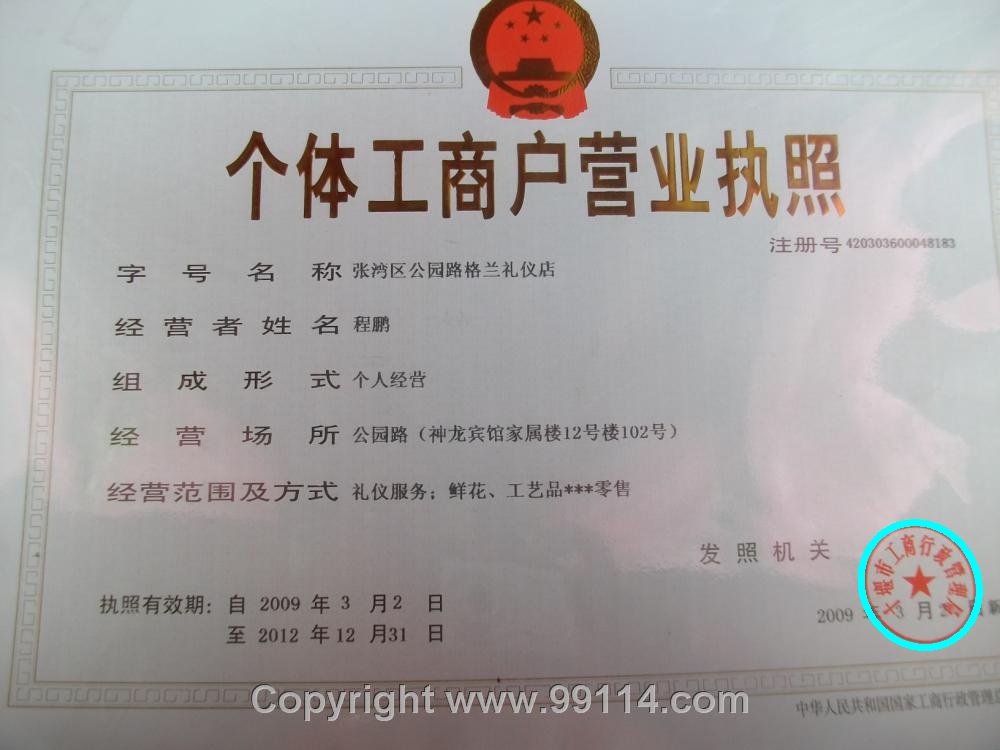 个体工商户营业执照
注册号 420303600048183
字号名称 张湾区公园路格兰礼仪店
经营者姓名 程鹏
组成形式 个人经营
经营场所 公园路（神龙宾馆家属楼12号楼102号）
经营范围及方式 礼仪服务；鲜花、工艺品***零售
发照机关
十堰市工商行政管理局
执照有效期：自 2009 年 3 月 2 日
2009 年 3 月 2
至 2012 年 12 月 31 日
Copyright www.99114.com
中华人民共和国国家工商行政管理总